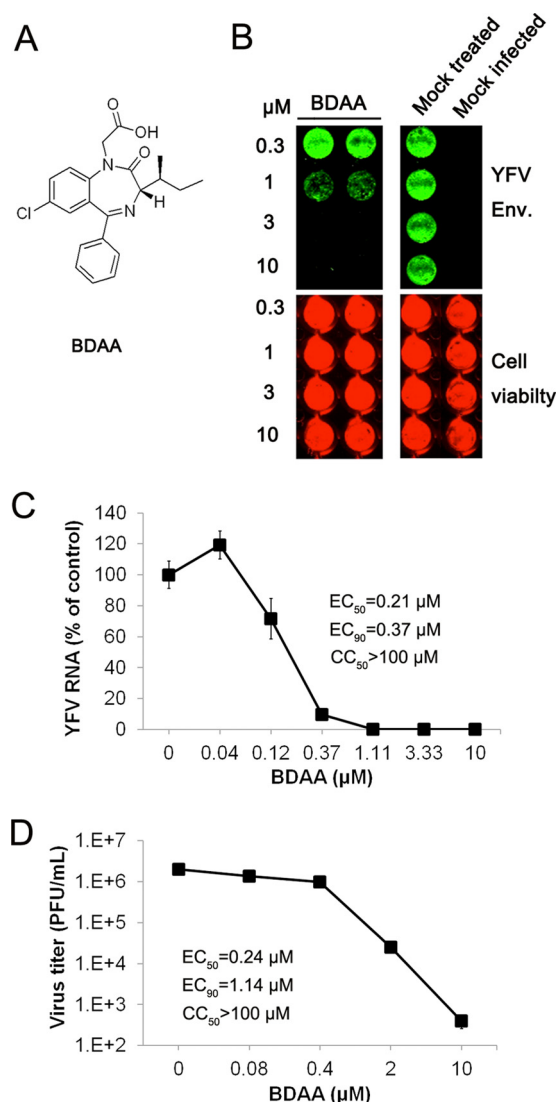 A
O
OH
N
O
H
N
Cl
BDAA
B
µM
BDAA
Mock treated
Mock infected
0.3
1
3
10
YFV
Env.
0.3
1
3
10
Cell
viabilty
C
YFV RNA (% of control)
140
120
100
80
60
40
20
0
EC50=0.21 µM
EC90=0.37 µM
CC50>100 µM
0 0.04 0.12 0.37 1.11 3.33 10
BDAA (µM)
D
Virus titer (PFU/mL)
1.E+7
1.E+6
1.E+5
1.E+4
1.E+3
1.E+2
EC50=0.24 µM
EC90=1.14 µM
CC50>100 µM
0 0.08 0.4 2 10
BDAA (µM)